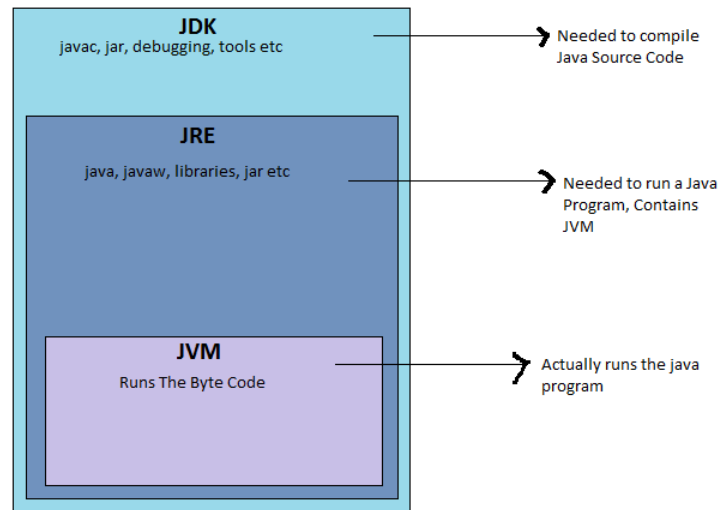 JDK
javac, jar, debugging, tools etc
Needed to compile
Java Source Code
JRE
java, javaw, libraries, jar etc
Needed to run a Java
Program, Contains
JVM
JVM
Runs The Byte Code
Actually runs the java
program